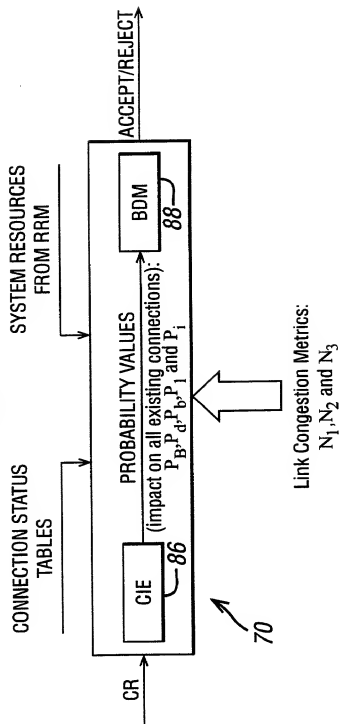 CONNECTION STATUS
TABLES
SYSTEM RESOURCES
FROM RRM
CR
CIE
86
PROBABILITY VALUES
(impact on all existing connections):
P_B,P_d,P_b,P_1 and P_i
BDM
88
ACCEPT/REJECT
70
Link Congestion Metrics:
N_1,N_2 and N_3